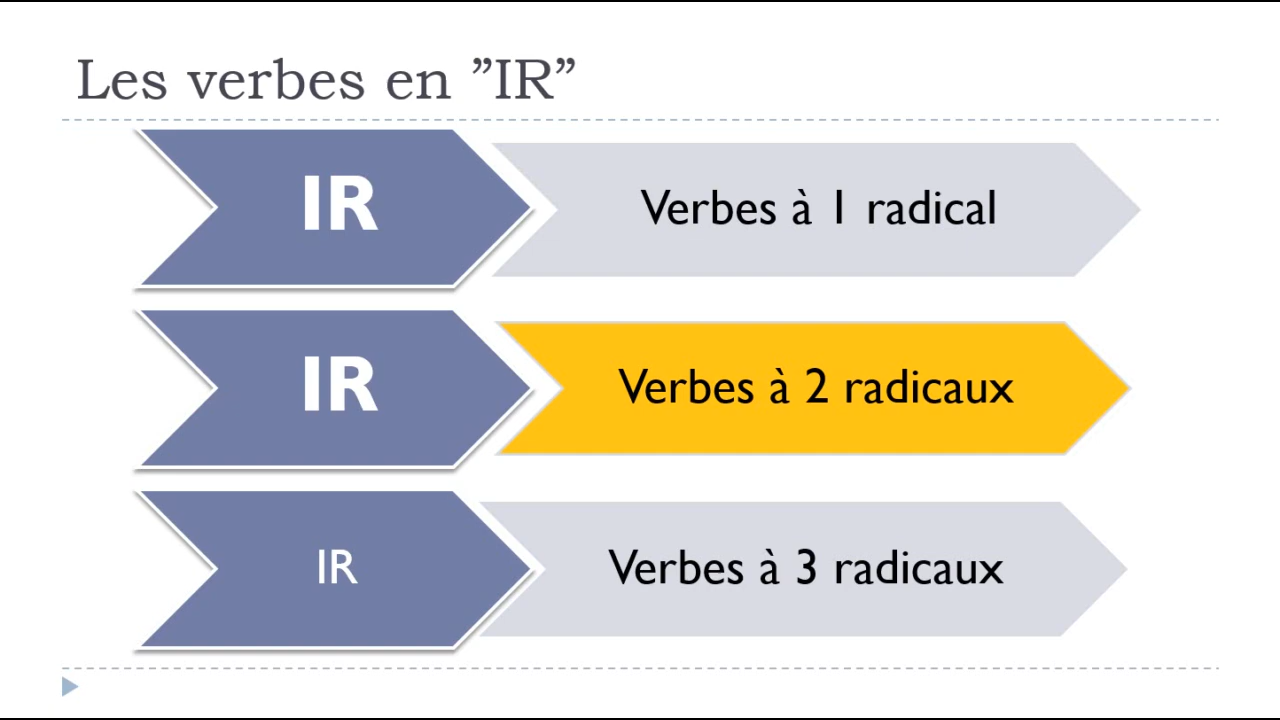 Les verbes en ”IR”
IR
Verbes à 1 radical
IR
Verbes à 2 radicaux
IR
Verbes à 3 radicaux